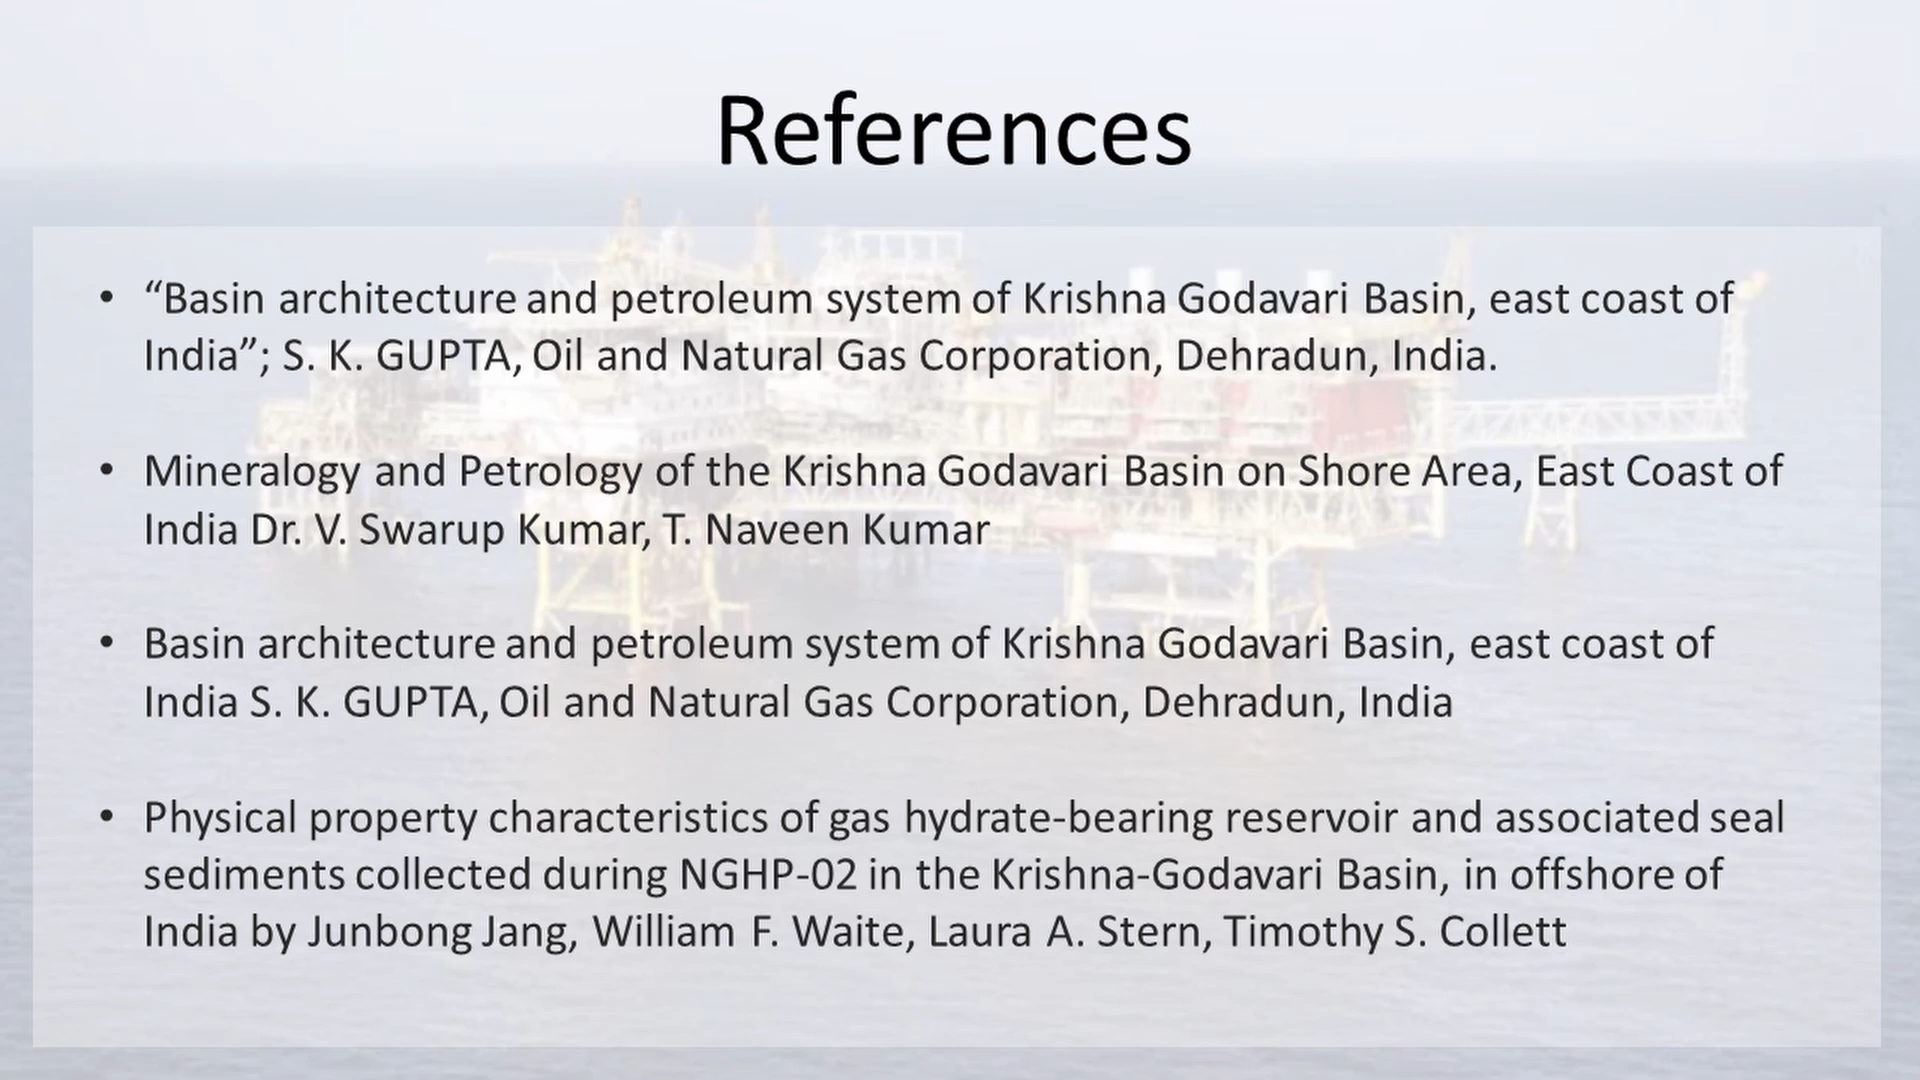 References
• “Basin architecture and petroleum system of Krishna Godavari Basin, east coast of
India”; S. K. GUPTA, Oil and Natural Gas Corporation, Dehradun, India.
• Mineralogy and Petrology of the Krishna Godavari Basin on Shore Area, East Coast of
India Dr. V. Swarup Kumar, T. Naveen Kumar
• Basin architecture and petroleum system of Krishna Godavari Basin, east coast of
India S. K. GUPTA, Oil and Natural Gas Corporation, Dehradun, India
• Physical property characteristics of gas hydrate-bearing reservoir and associated seal
sediments collected during NGHP-02 in the Krishna-Godavari Basin, in offshore of
India by Junbong Jang, William F. Waite, Laura A. Stern, Timothy S. Collett